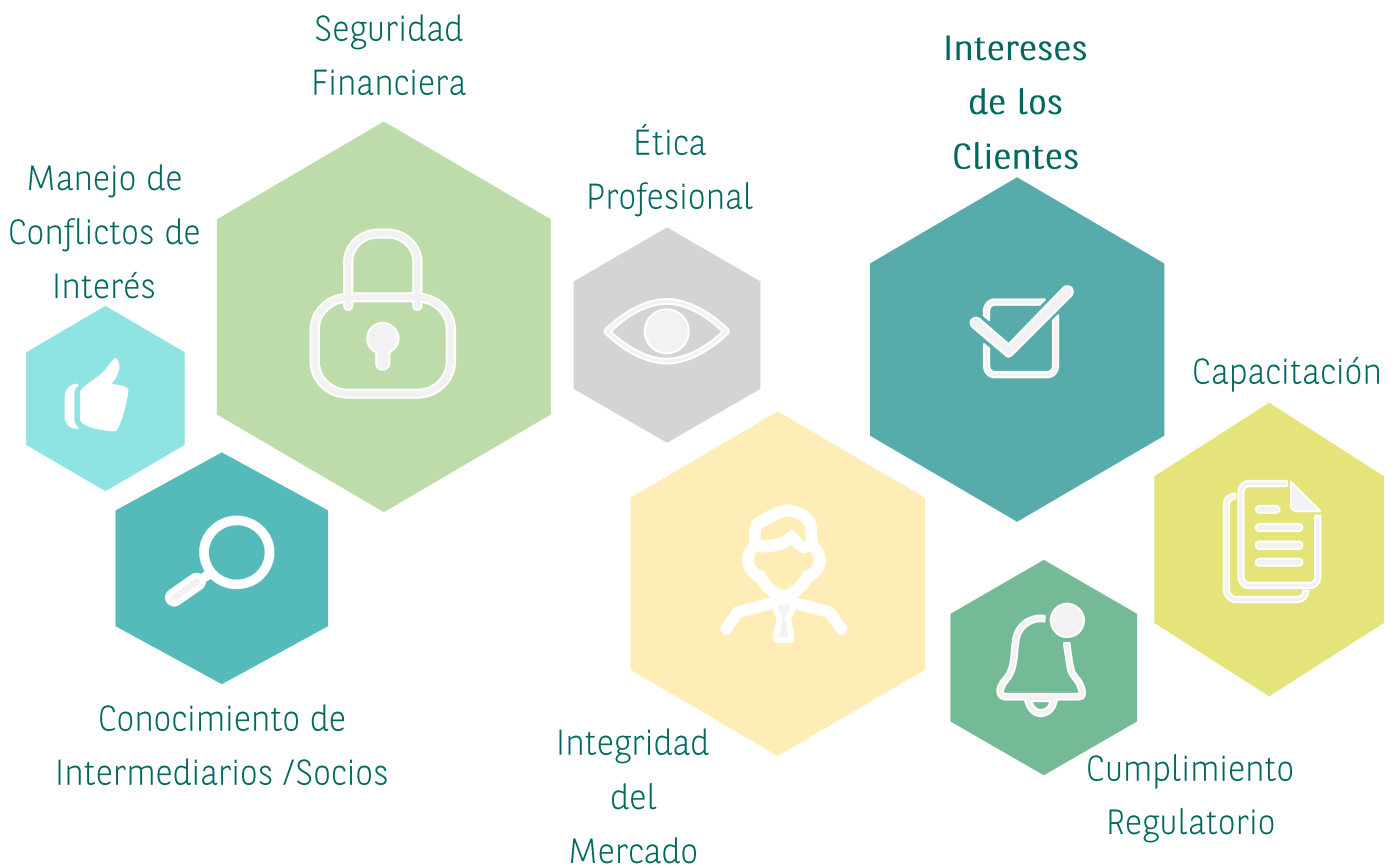 Seguridad
Financiera
Intereses
de los
Clientes
Ética
Profesional
Manejo de
Conflictos de
Interés
Capacitación
Conocimiento de
Intermediarios /Socios
Integridad
del
Mercado
Cumplimiento
Regulatorio